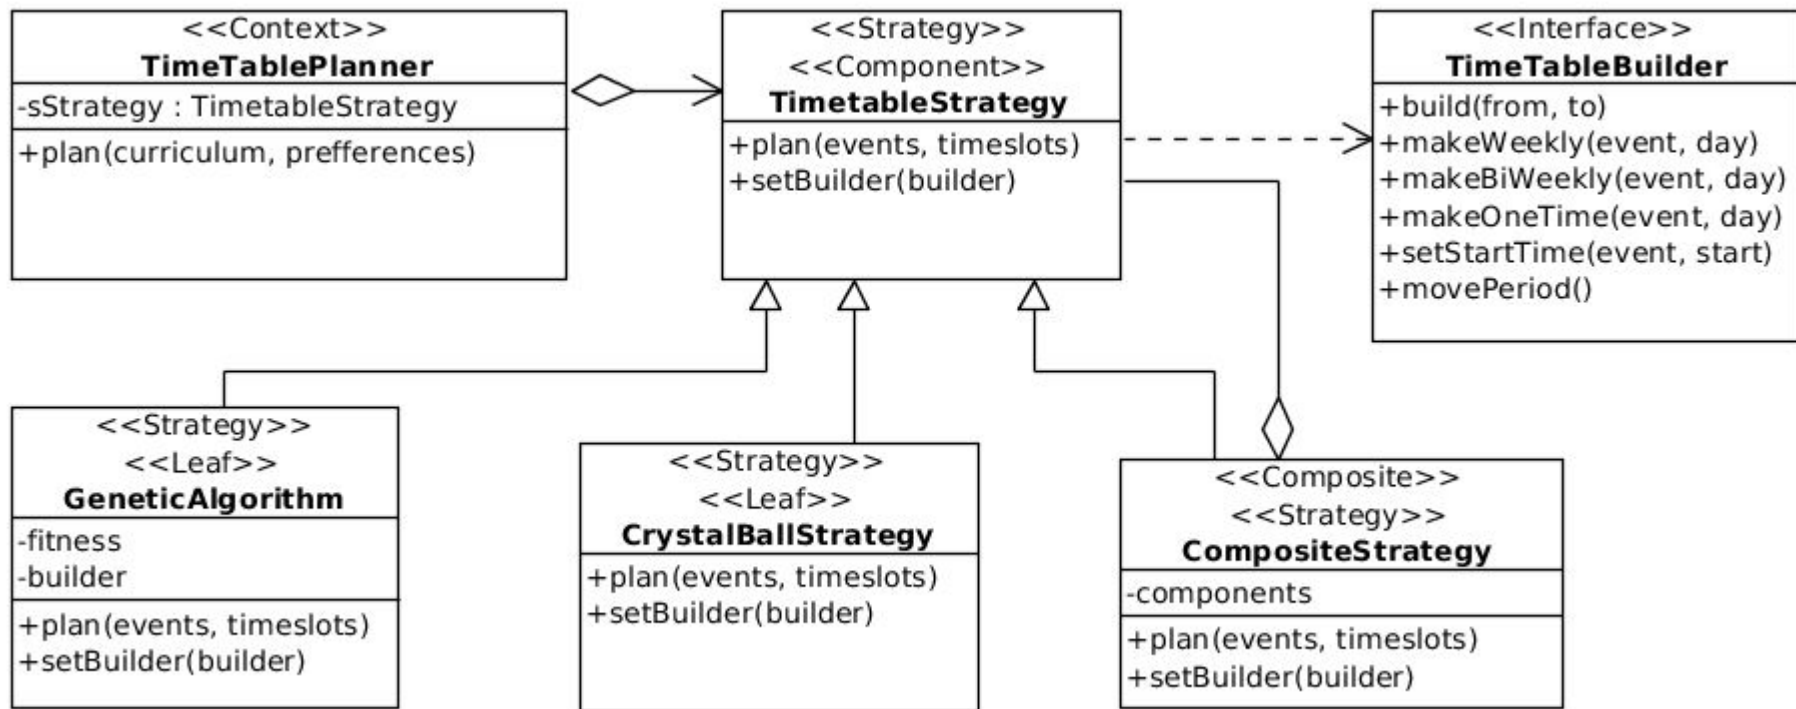 <<Context>>
TimeTablePlanner
-sStrategy : TimetableStrategy
+plan(curriculum, prefferences)
<<Strategy>>
<<Component>>
TimetableStrategy
+plan(events, timeslots)
+setBuilder(builder)
<<Interface>>
TimeTableBuilder
+build(from, to)
+makeWeekly(event, day)
+makeBiWeekly(event, day)
+makeOneTime(event, day)
+setStartTime(event, start)
+movePeriod()
<<Strategy>>
<<Leaf>>
GeneticAlgorithm
-fitness
-builder
+plan(events, timeslots)
+setBuilder(builder)
<<Strategy>>
<<Leaf>>
CrystalBallStrategy
+plan(events, timeslots)
+setBuilder(builder)
<<Composite>>
<<Strategy>>
CompositeStrategy
-components
+plan(events, timeslots)
+setBuilder(builder)